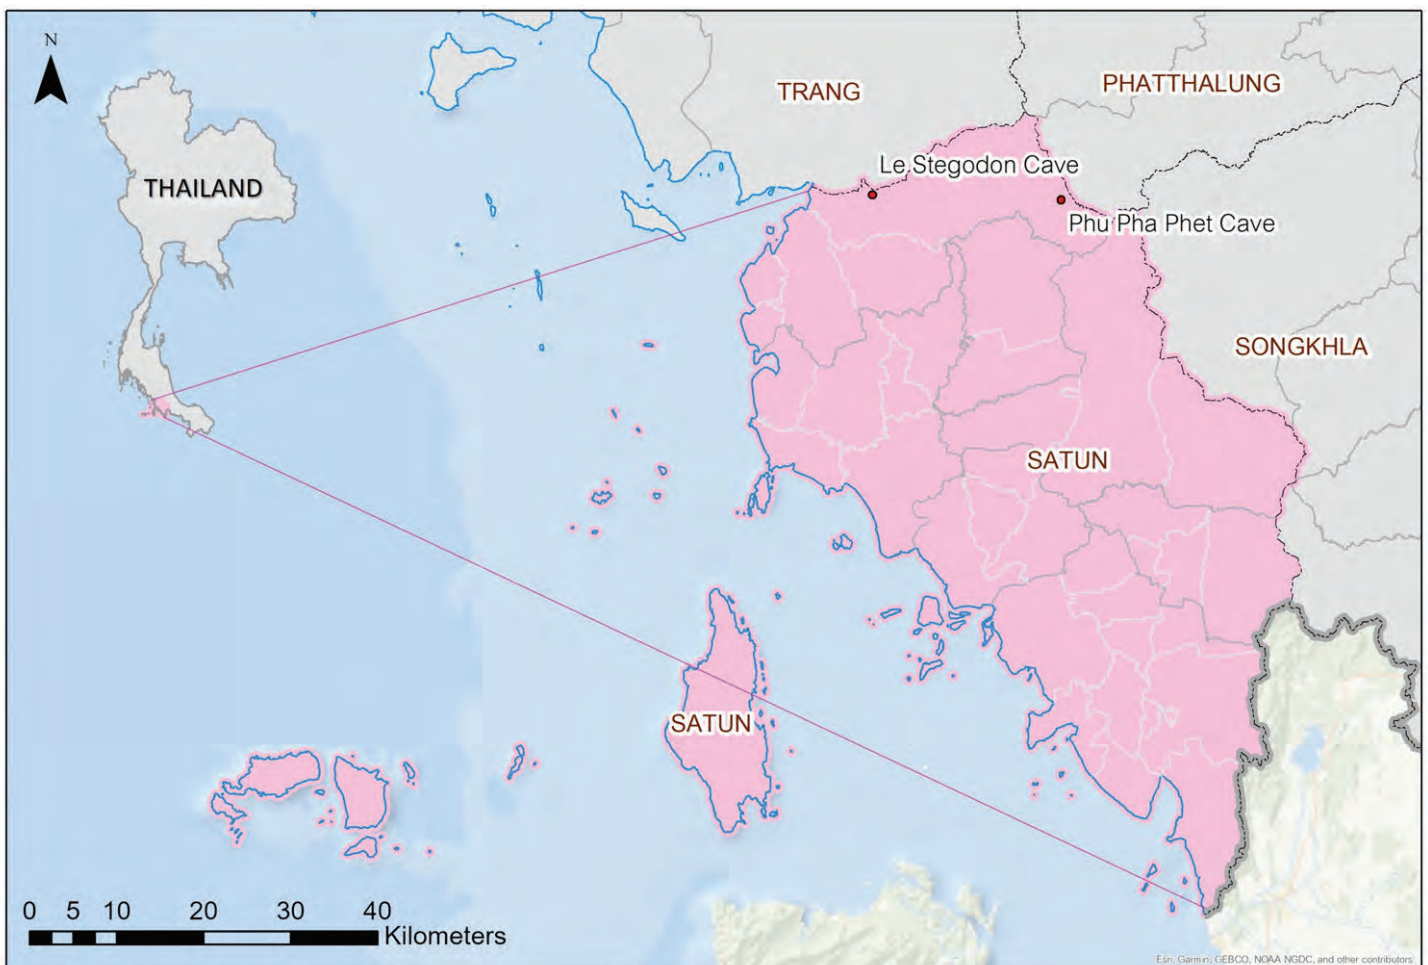 N
TRANG
PHATTHALUNG
THAILAND
Le Stegodon Cave
Phu Pha Phet Cave
SONGKHLA
SATUN
SATUN
0 5 10 20 30 40
Kilometers
Esri, Garmin, GEBCO, NOAA NGDC, and other contributors